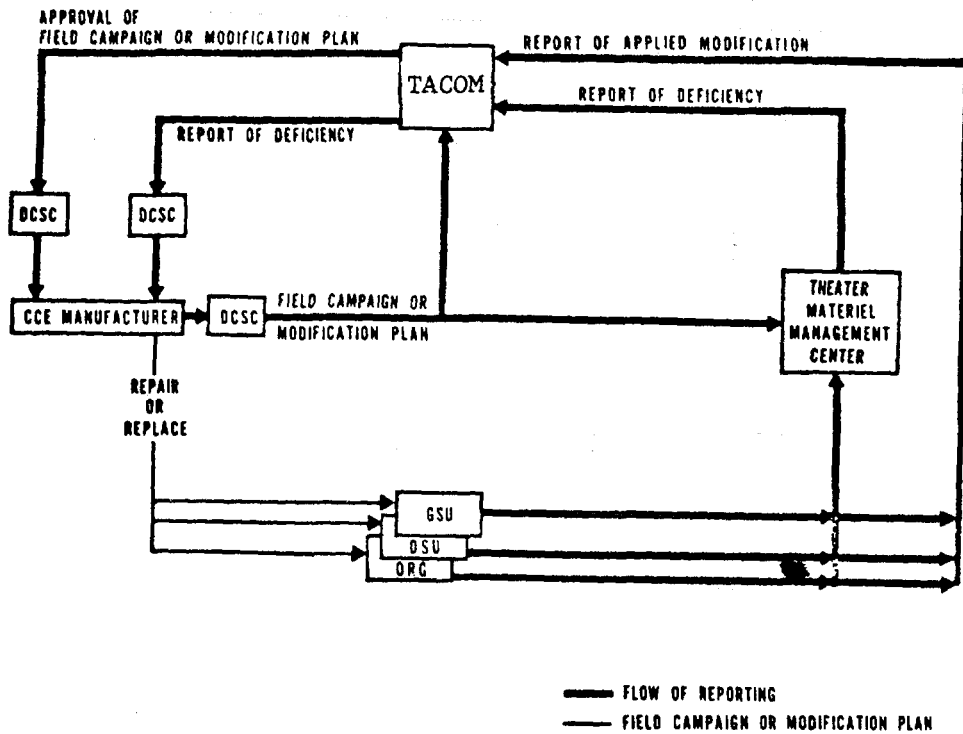 APPROVAL OF
FIELD CAMPAIGN OR MODIFICATION PLAN
REPORT OF APPLIED MODIFICATION
TACOM
REPORT OF DEFICIENCY
REPORT OF DEFICIENCY
DCSC
DCSC
CCE MANUFACTURER
DCSC
FIELD CAMPAIGN OR
MODIFICATION PLAN
THEATER
MATERIEL
MANAGEMENT
CENTER
REPAIR
OR
REPLACE
GSU
DSU
ORG
FLOW OF REPORTING
FIELD CAMPAIGN OR MODIFICATION PLAN